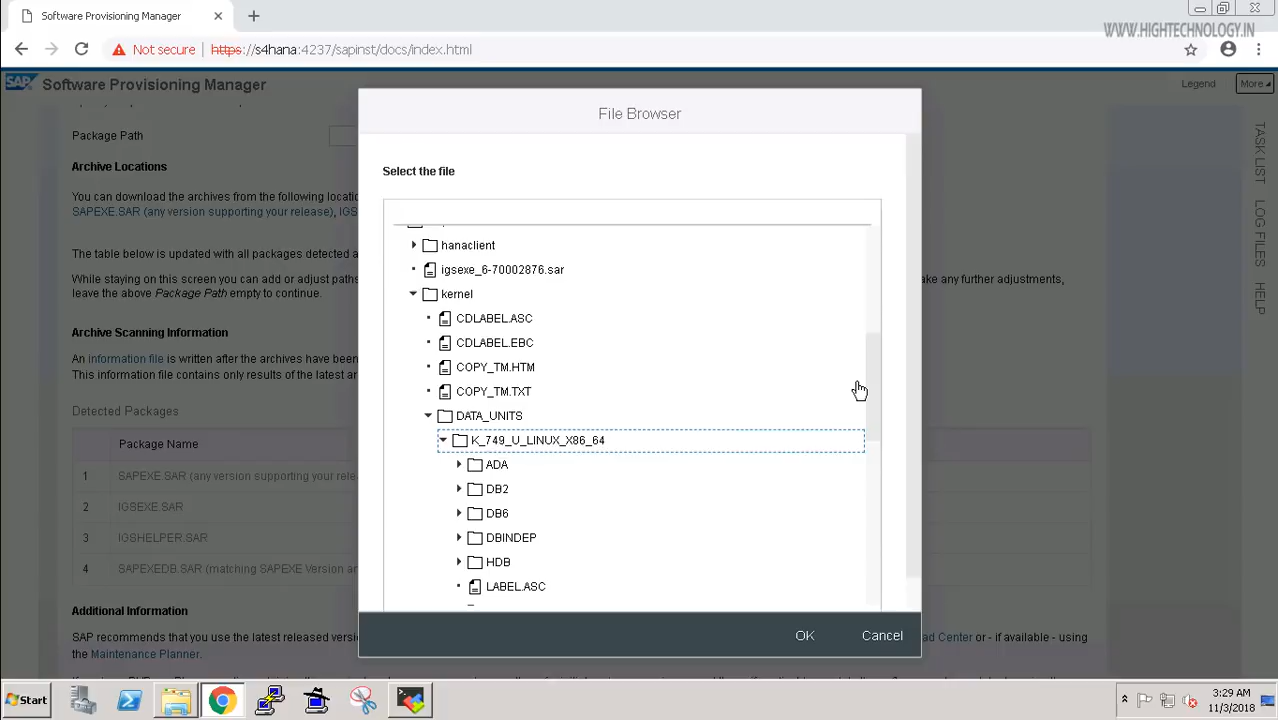 Software Provisioning Manager
WWW.HIGHTECHNOLOGY.IN
Not secure https://s4hana:4237/sapinst/docs/index.html
SAP Software Provisioning Manager
Legend
More
Package Path
Archive Locations
You can download the archives from the following locatio
SAPEXE.SAR (any version supporting your release), IGS
The table below is updated with all packages detected a
While staying on this screen you can add or adjust paths
ke any further adjustments,
leave the above Package Path empty to continue.
Archive Scanning Information
An information file is written after the archives have been
This information file contains only results of the latest ar
Detected Packages
Package Name
1 SAPEXE.SAR (any version supporting your rele
2 IGSEXE.SAR
3 IGSHELPER.SAR
4 SAPEXEDB.SAR (matching SAPEXE Version an
Additional Information
SAP recommends that you use the latest released versio
ad Center or - if available - using
the Maintenance Planner.
File Browser
Select the file
hanaclient
igsexe_6-70002876.sar
kernel
CDLABEL.ASC
CDLABEL.EBC
COPY_TM.HTM
COPY_TM.TXT
DATA_UNITS
K_749_U_LINUX_X86_64
ADA
DB2
DB6
DBINDEP
HDB
LABEL.ASC
OK
Cancel
TASK LIST
LOG FILES
HELP
Start
3:29 AM
11/3/2018